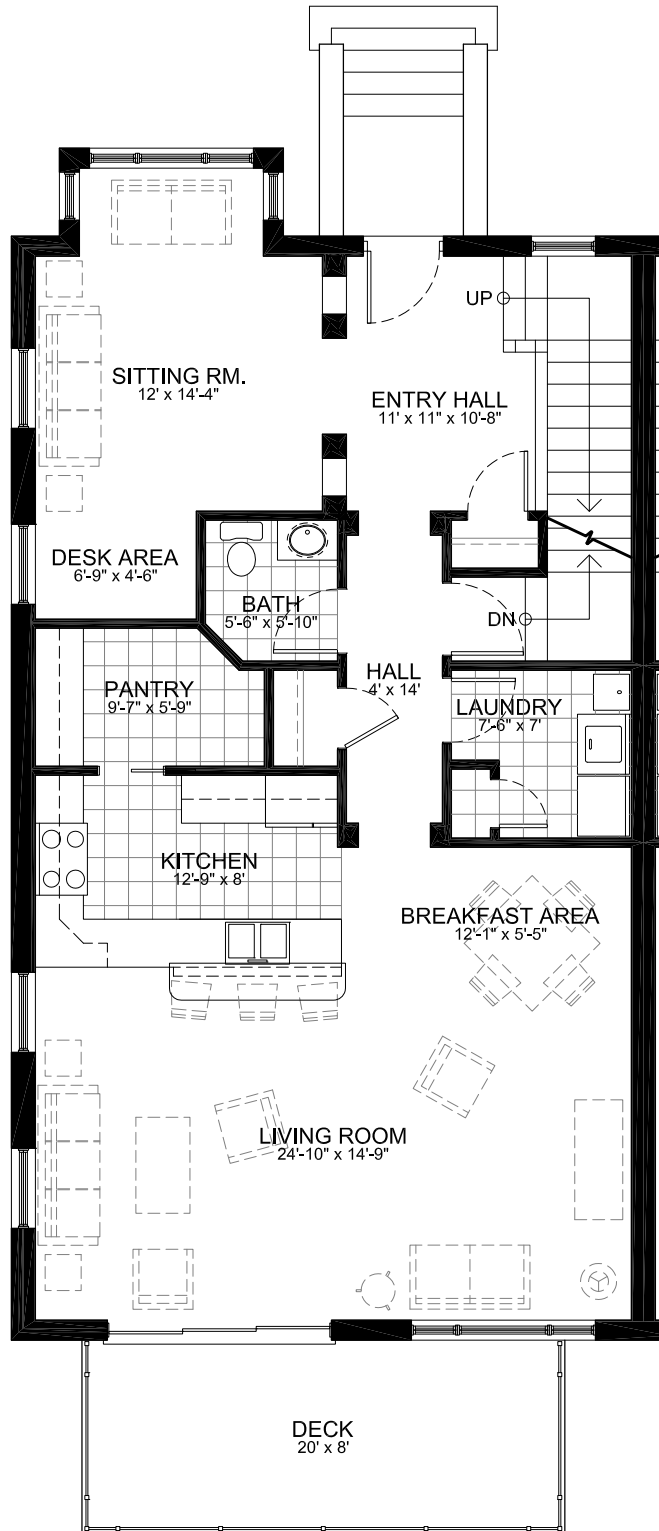 UP
SITTING RM.
12' x 14'-4"
ENTRY HALL
11' x 11" x 10'-8"
DESK AREA
6'-9" x 4'-6"
BATH
5'-6" x 5'-10"
DN
HALL
4' x 14'
PANTRY
9'-7" x 5'-9"
LAUNDRY
7'-6" x 7'
KITCHEN
12'-9" x 8'
BREAKFAST AREA
12'-1" x 5'-5"
LIVING ROOM
24'-10" x 14'-9"
DECK
20' x 8'